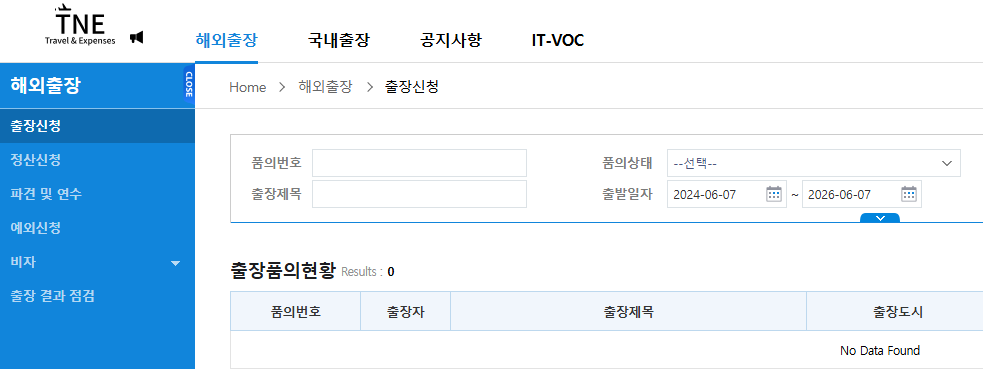 TNE
Travel & Expenses
해외출장 국내출장 공지사항 IT-VOC
해외출장
CLOSE
출장신청
정산신청
파견 및 연수
예외신청
비자
출장 결과 점검
Home > 해외출장 > 출장신청
품의번호 품의상태 --선택--
출장제목 출발일자 2024-06-07 ~ 2026-06-07
출장품의현황 Results : 0
품의번호 출장자 출장제목 출장도시
No Data Found